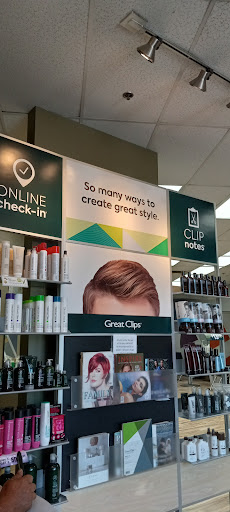 ONLINE
check-in
So many ways to
create great style.
CLIP
notes
Great Clips